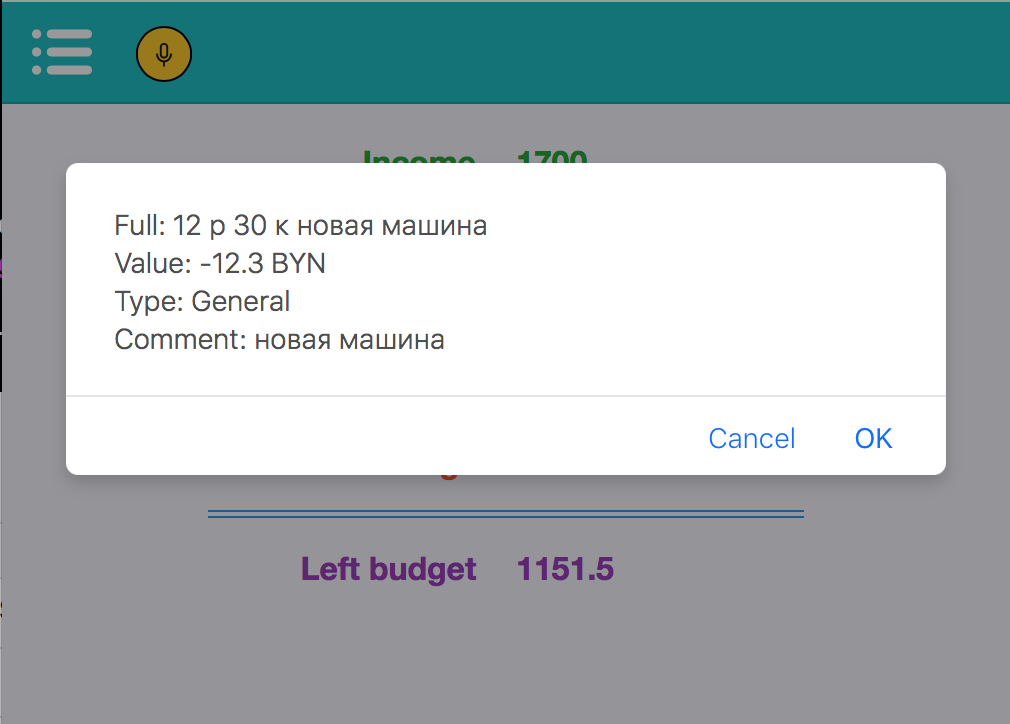 Income 1700
Full: 12 р 30 к новая машина
Value: -12.3 BYN
Type: General
Comment: новая машина
Cancel OK
Left budget 1151.5